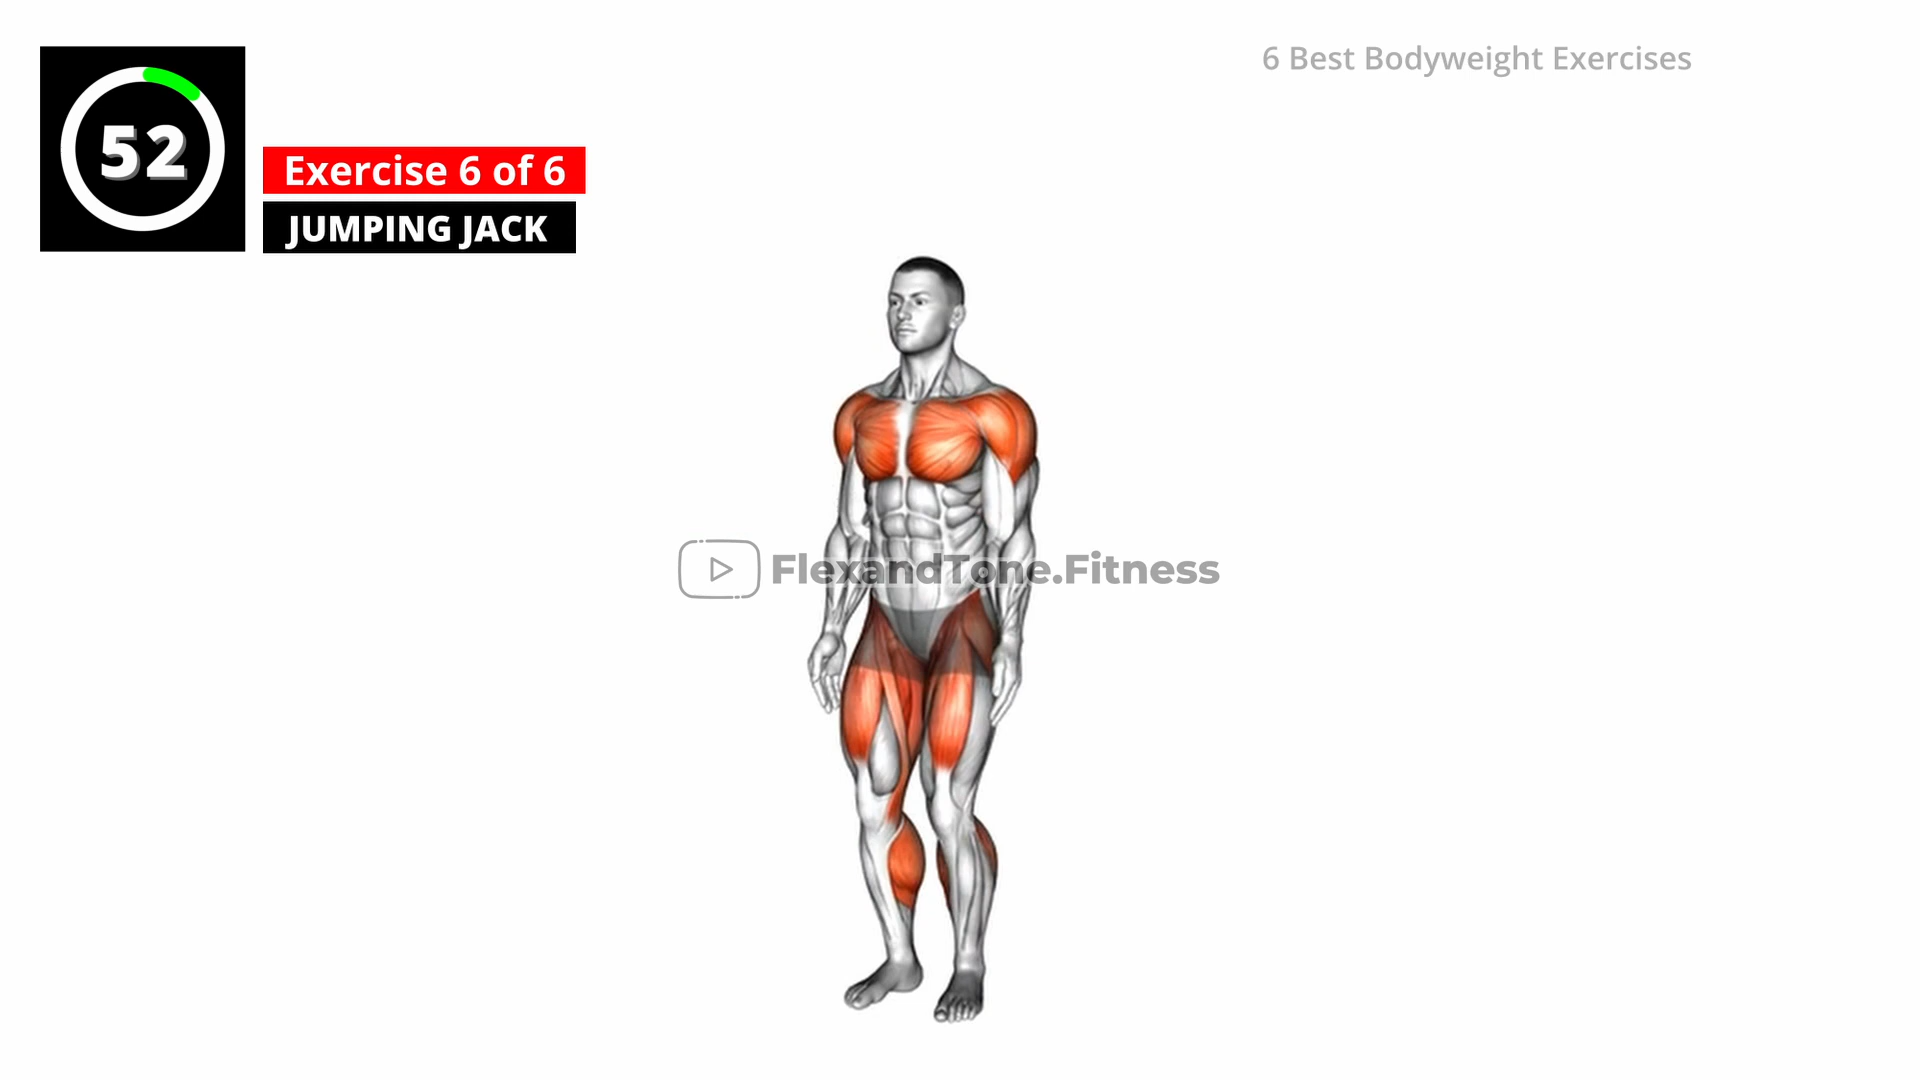 6 Best Bodyweight Exercises
52
Exercise 6 of 6
JUMPING JACK
FlexandTone.Fitness